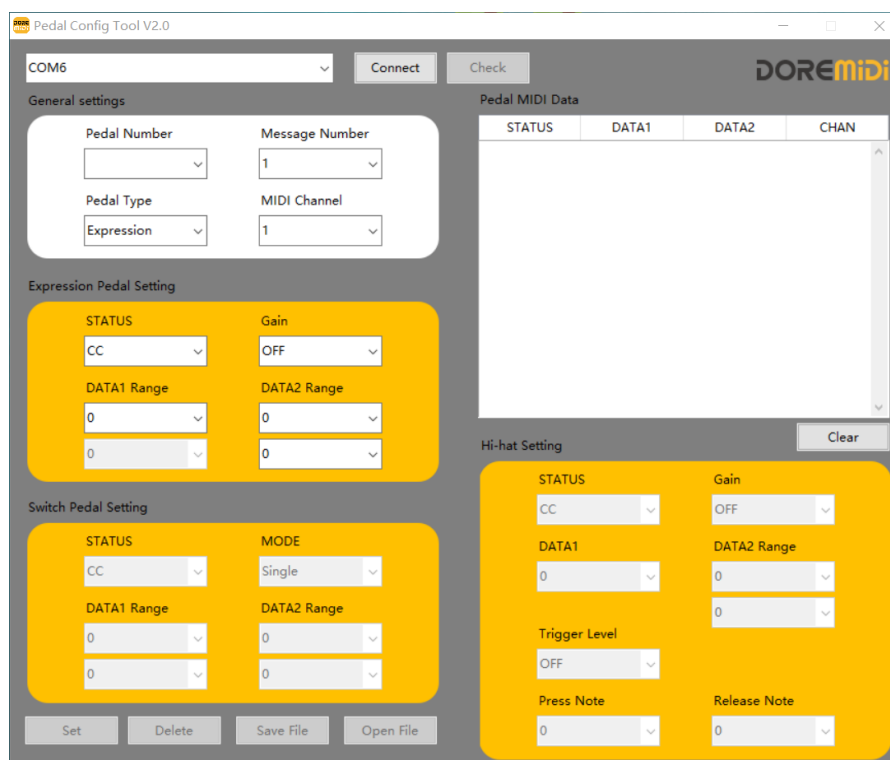 DORE MIDI Pedal Config Tool V2.0
COM6 Connect Check DOREMiDi
General settings
Pedal Number Message Number
1
Pedal Type MIDI Channel
Expression 1
Expression Pedal Setting
STATUS Gain
CC OFF
DATA1 Range DATA2 Range
0 0
0 0
Switch Pedal Setting
STATUS MODE
CC Single
DATA1 Range DATA2 Range
0 0
0 0
Set Delete Save File Open File
Pedal MIDI Data
STATUS DATA1 DATA2 CHAN
Clear
Hi-hat Setting
STATUS Gain
CC OFF
DATA1 DATA2 Range
0 0
0
Trigger Level
OFF
Press Note Release Note
0 0